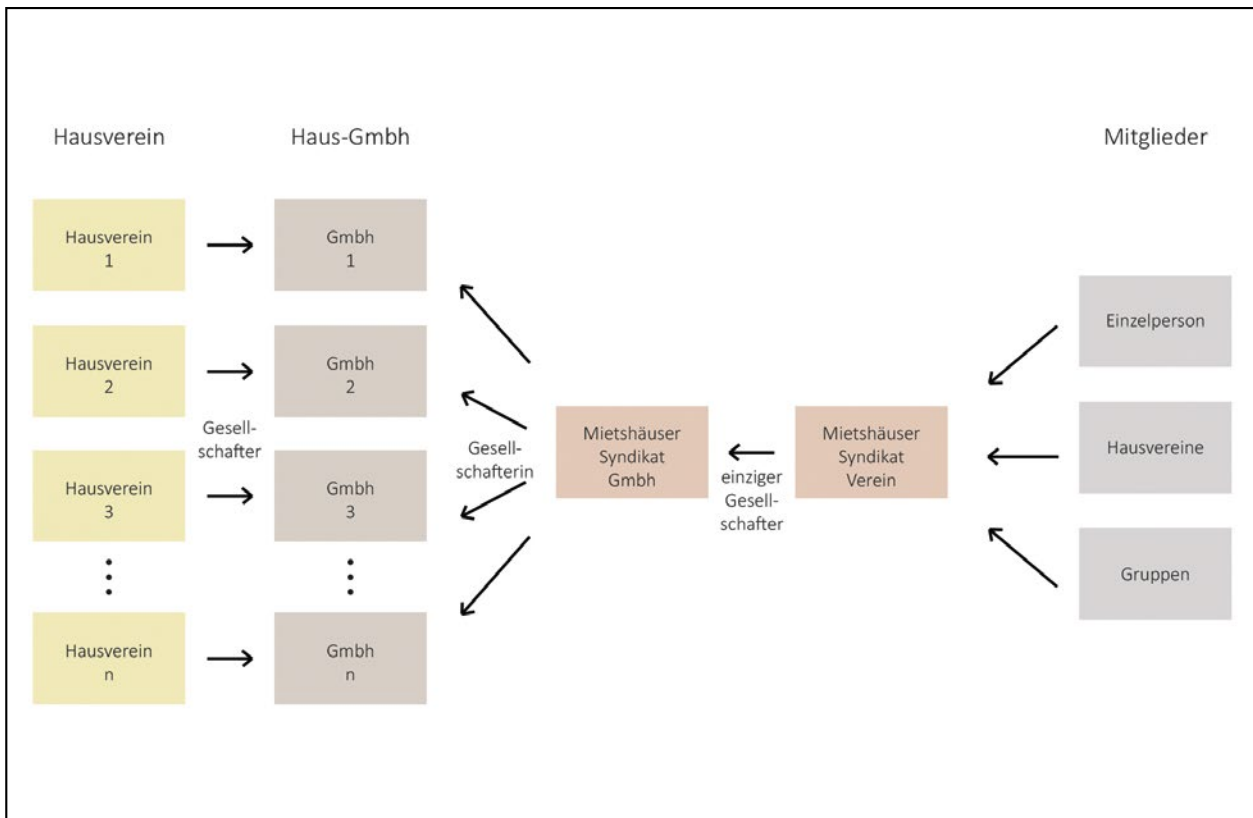 Hausverein
Haus-Gmbh
Mitglieder
Hausverein
1
Gmbh
1
Hausverein
2
Gmbh
2
Gesell-
schafter
Hausverein
3
Gmbh
3
Hausverein
n
Gmbh
n
Gesell-
schafterin
Mietshäuser
Syndikat
Gmbh
einziger
Gesell-
schafter
Mietshäuser
Syndikat
Verein
Einzelperson
Hausvereine
Gruppen